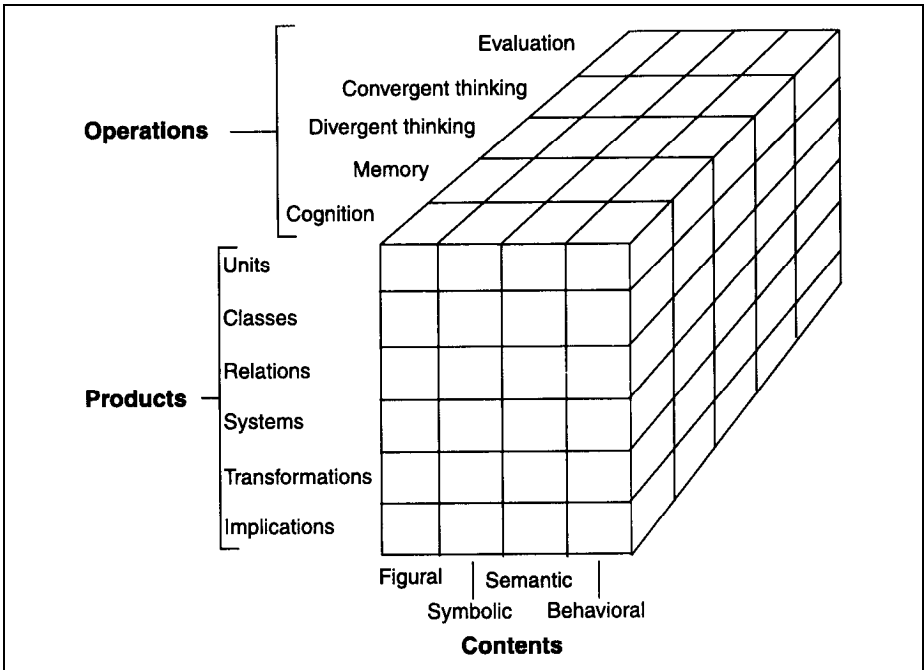 Evaluation
Convergent thinking
Operations
Divergent thinking
Memory
Cognition
Units
Classes
Relations
Products
Systems
Transformations
Implications
Figural
Semantic
Symbolic
Behavioral
Contents